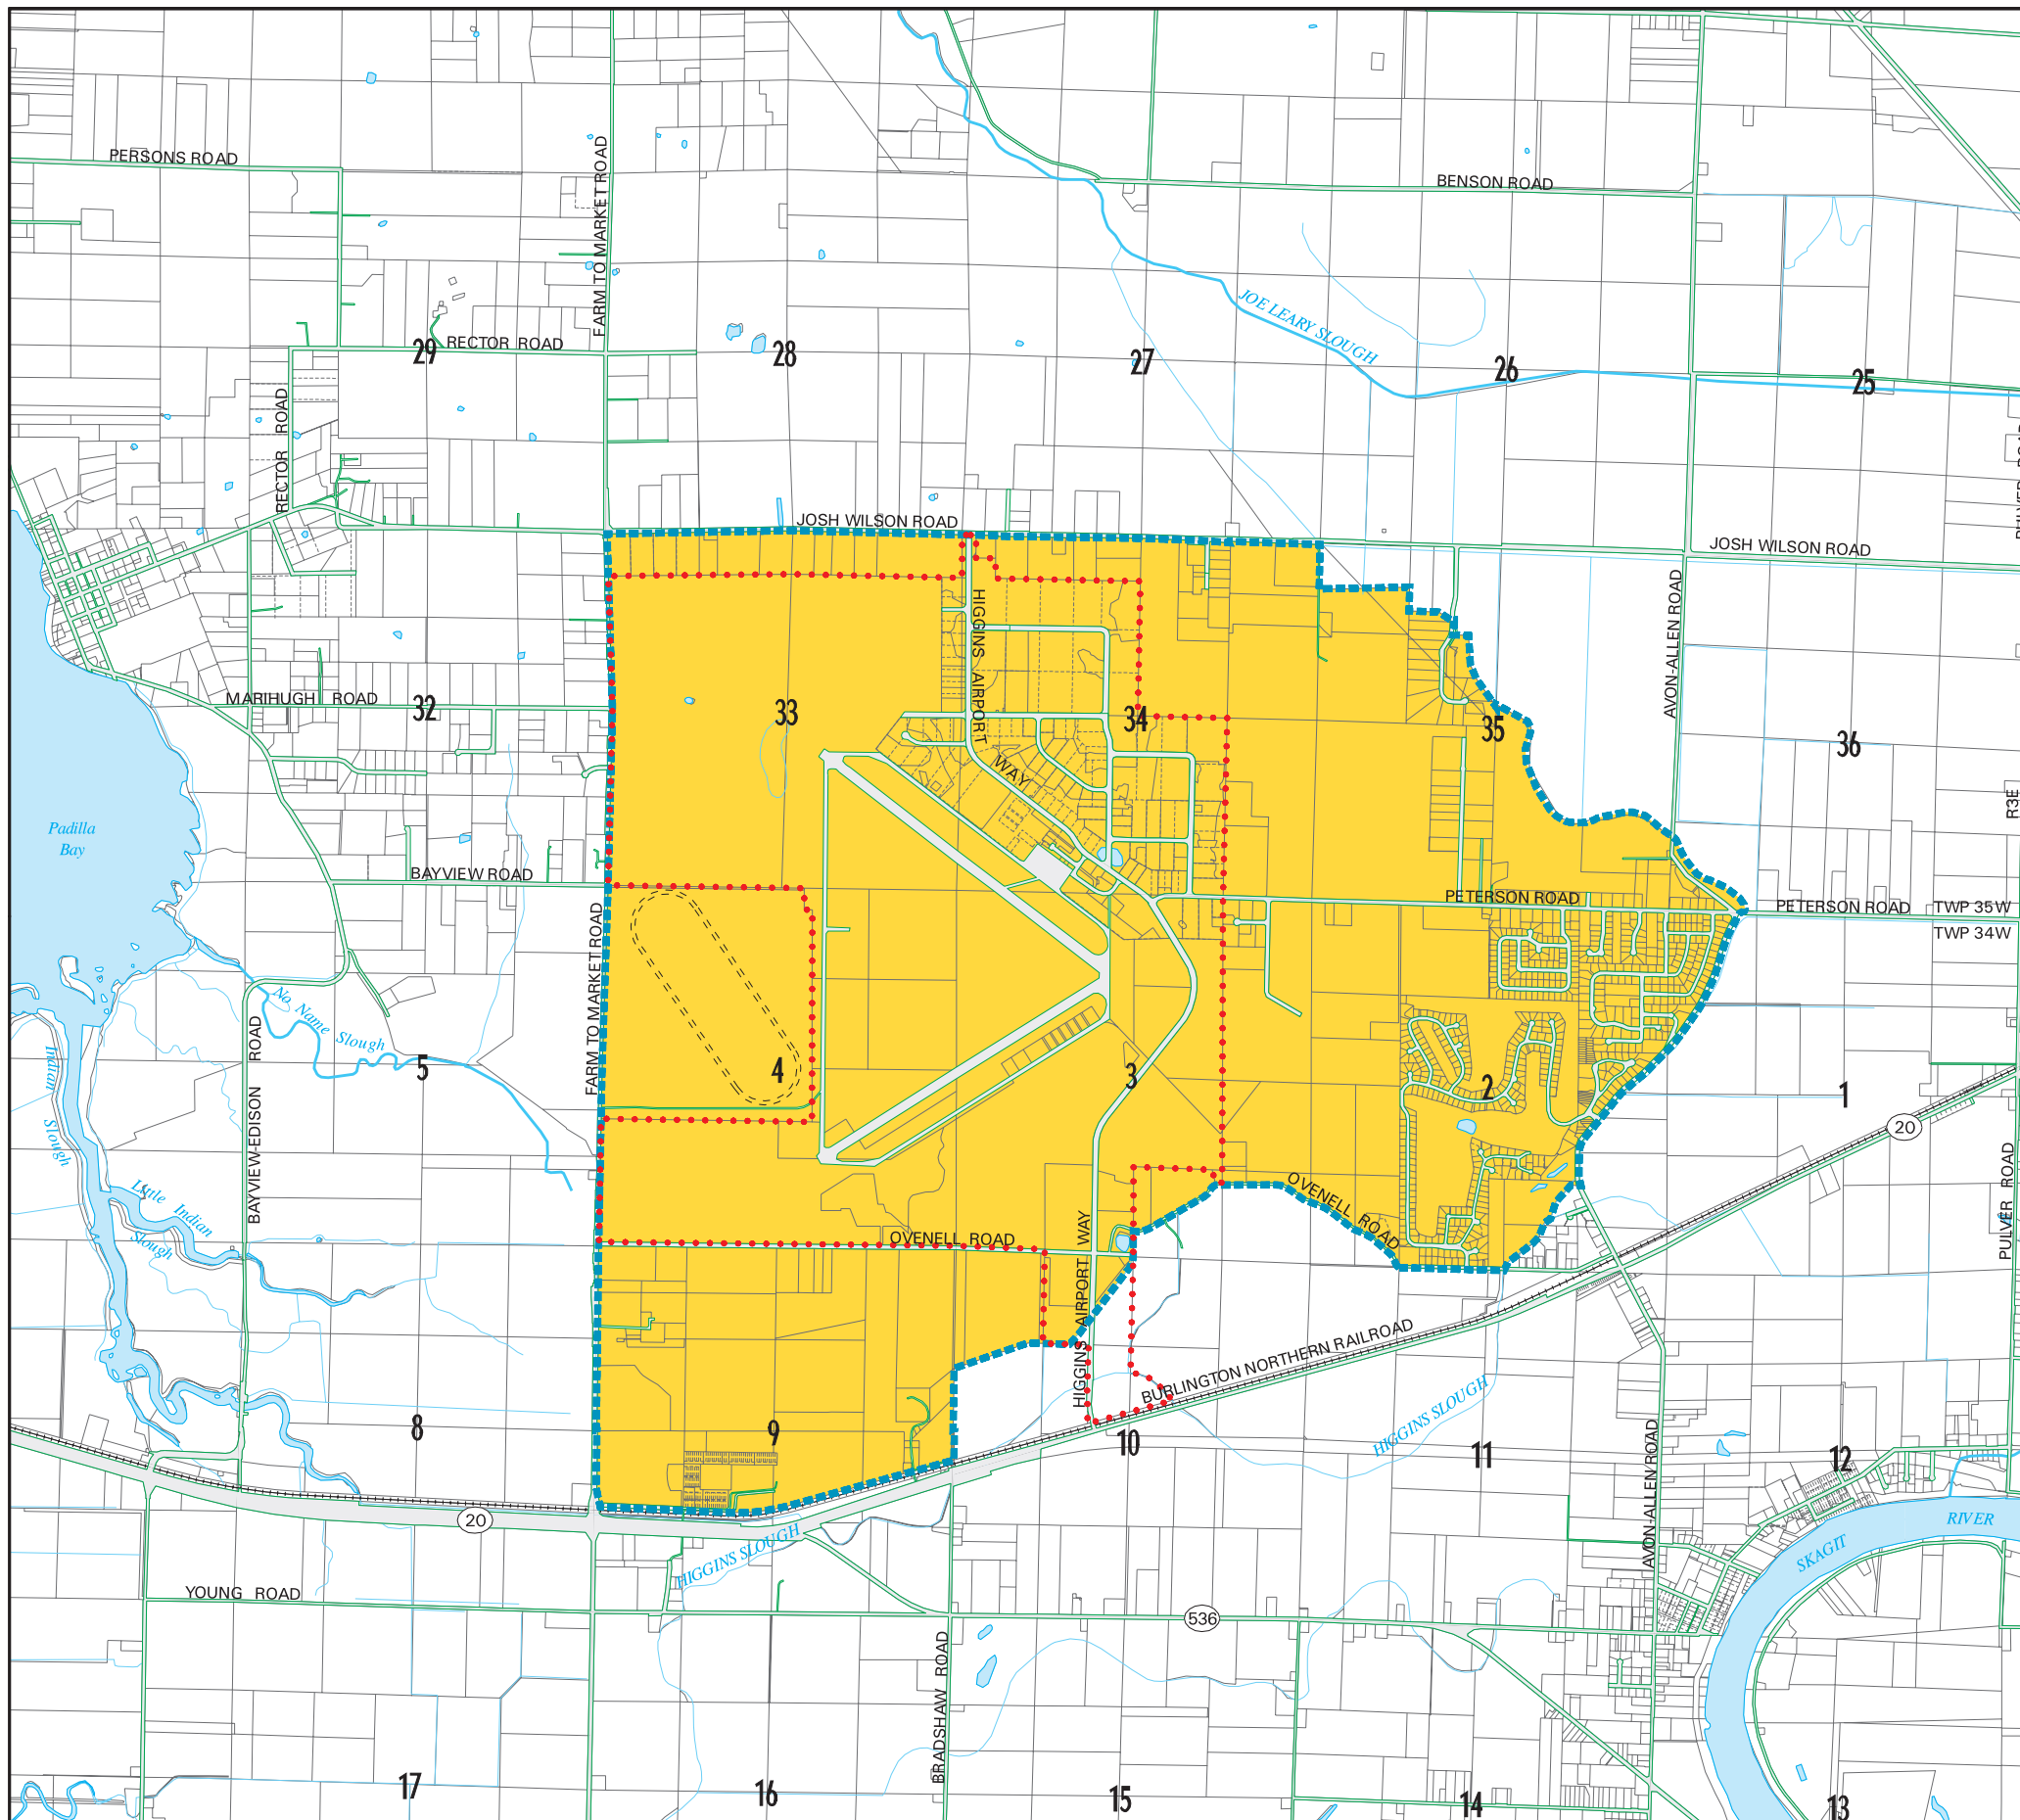 PERSONS ROAD
FARM TO MARKET ROAD
BENSON ROAD
JOE LEARY SLOUGH
29
RECTOR ROAD
28
27
26
25
RECTOR ROAD
JOSH WILSON ROAD
JOSH WILSON ROAD
AVON-ALLEN ROAD
HIGGINS AIRPORT
WAY
MARIHUGH ROAD
32
33
34
35
36
R3E
Padilla
Bay
BAYVIEW ROAD
PETERSON ROAD
PETERSON ROAD
TWP 35W
TWP 34W
FARM TO MARKET ROAD
No Name Slough
Indian
Slough
BAYVIEW-EDISON ROAD
5
4
3
2
1
20
PULVER ROAD
Little Indian
Slough
OVENELL ROAD
OVENELL ROAD
HIGGINS AIRPORT WAY
BURLINGTON NORTHERN RAILROAD
HIGGINS SLOUGH
AVON-ALLEN ROAD
8
9
10
11
12
20
HIGGINS SLOUGH
SKAGIT
RIVER
YOUNG ROAD
536
BRADSHAW ROAD
17
16
15
14
13